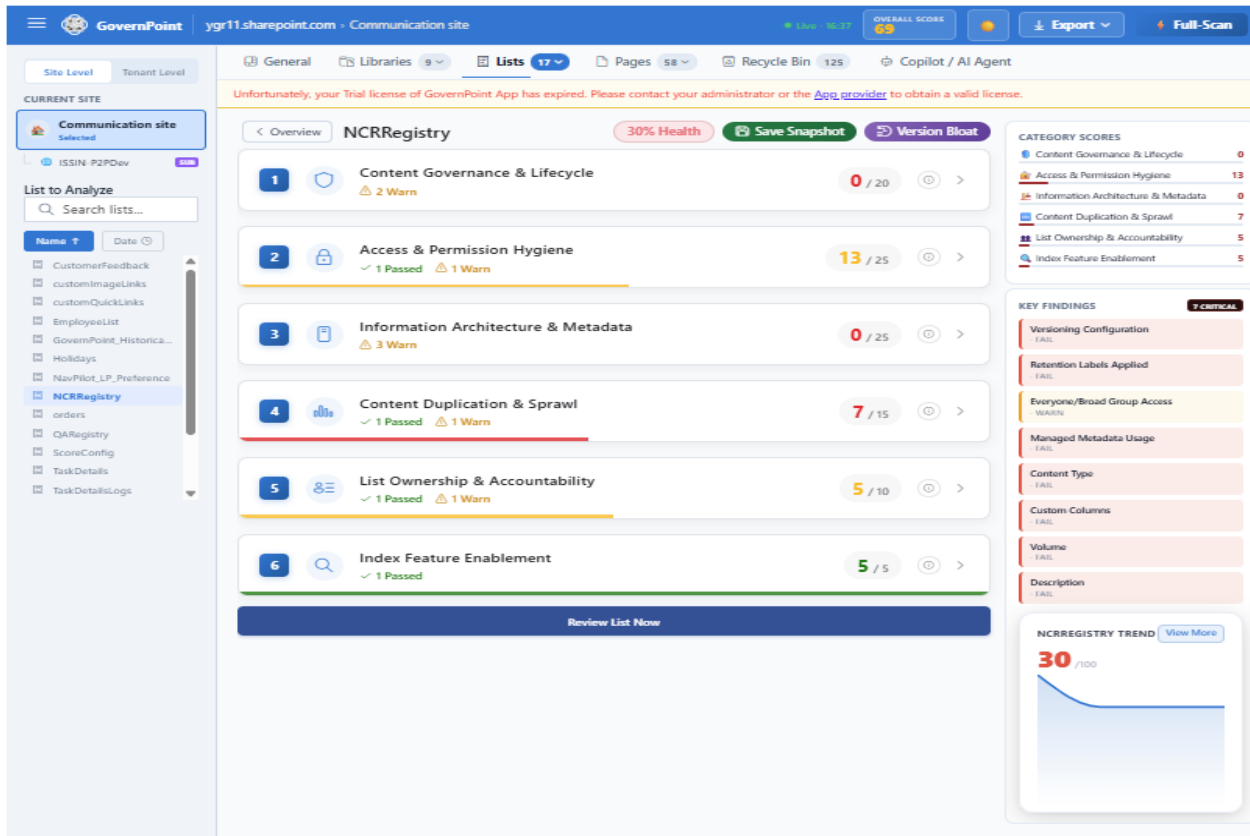 GovernPoint
ygr11.sharepoint.com › Communication site
Live · 16:37
OVERALL SCORE
69
Export
Full-Scan
Site Level
Tenant Level
General
Libraries 9
Lists 17
Pages 58
Recycle Bin 125
Copilot / AI Agent
Unfortunately, your Trial license of GovernPoint App has expired. Please contact your administrator or the App provider to obtain a valid license.
CURRENT SITE
Communication site
Selected
ISSIN-P2PDev
SUB
List to Analyze
Search lists...
Name ↑
Date
CustomerFeedback
customImageLinks
customQuickLinks
EmployeeList
GovernPoint_Historica...
Holidays
NavPilot_LP_Preference
NCRRegistry
orders
QARegistry
ScoreConfig
TaskDetails
TaskDetailsLogs
Overview
NCRRegistry
30% Health
Save Snapshot
Version Bloat
1
Content Governance & Lifecycle
2 Warn
0 / 20
2
Access & Permission Hygiene
1 Passed
1 Warn
13 / 25
3
Information Architecture & Metadata
3 Warn
0 / 25
4
Content Duplication & Sprawl
1 Passed
1 Warn
7 / 15
5
List Ownership & Accountability
1 Passed
1 Warn
5 / 10
6
Index Feature Enablement
1 Passed
5 / 5
Review List Now
CATEGORY SCORES
Content Governance & Lifecycle 0
Access & Permission Hygiene 13
Information Architecture & Metadata 0
Content Duplication & Sprawl 7
List Ownership & Accountability 5
Index Feature Enablement 5
KEY FINDINGS
7 CRITICAL
Versioning Configuration
- FAIL
Retention Labels Applied
- FAIL
Everyone/Broad Group Access
- WARN
Managed Metadata Usage
- FAIL
Content Type
- FAIL
Custom Columns
- FAIL
Volume
- FAIL
Description
- FAIL
NCRREGISTRY TREND
View More
30 /100